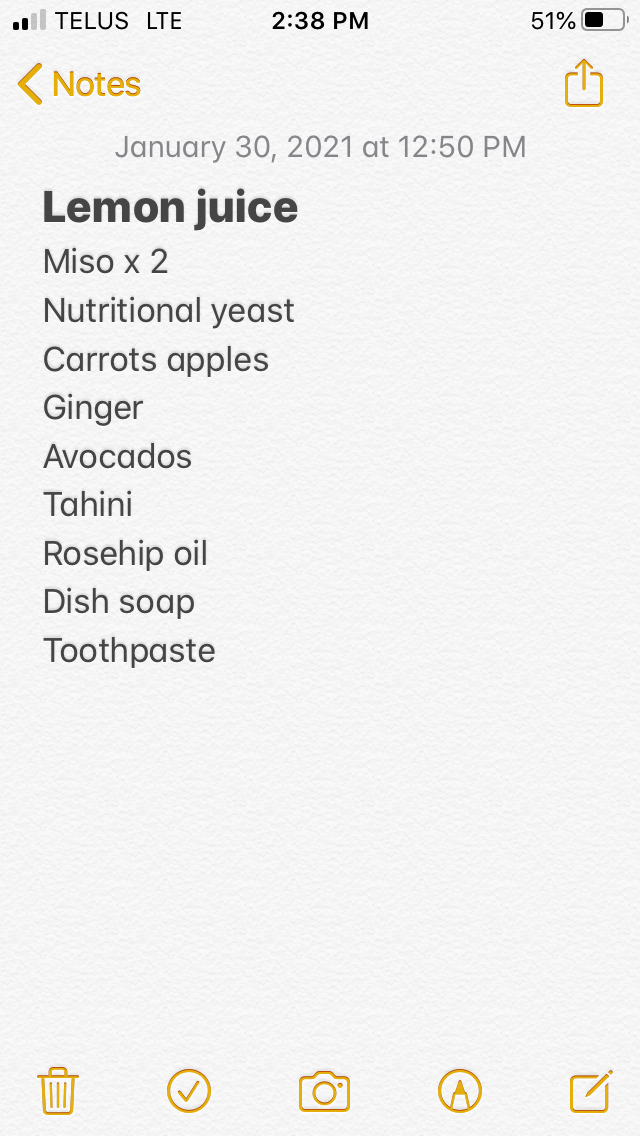 TELUS LTE 2:38 PM 51%
Notes
January 30, 2021 at 12:50 PM
Lemon juice
Miso x 2
Nutritional yeast
Carrots apples
Ginger
Avocados
Tahini
Rosehip oil
Dish soap
Toothpaste